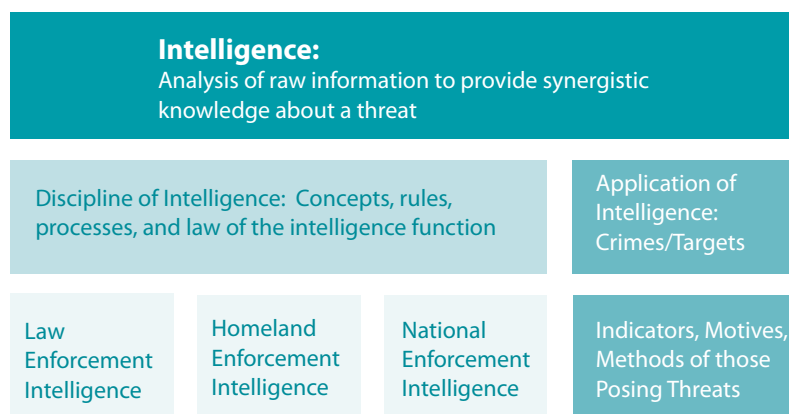 Intelligence:
Analysis of raw information to provide synergistic
knowledge about a threat
Discipline of Intelligence: Concepts, rules,
processes, and law of the intelligence function
Application of
Intelligence:
Crimes/Targets
Law
Enforcement
Intelligence
Homeland
Enforcement
Intelligence
National
Enforcement
Intelligence
Indicators, Motives,
Methods of those
Posing Threats